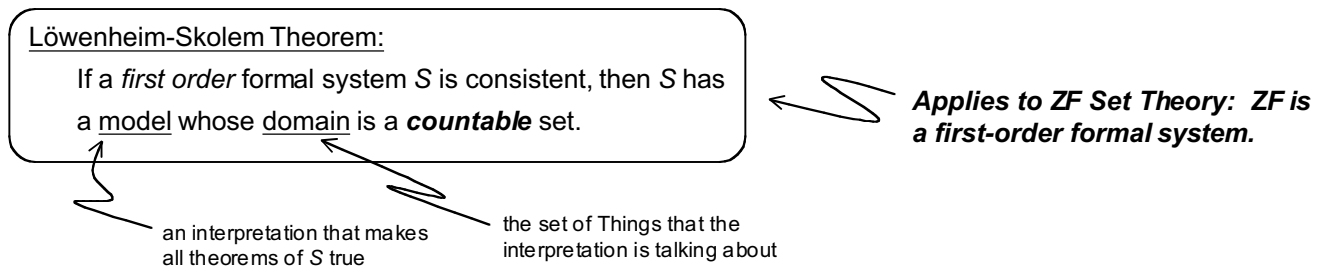 Löwenheim-Skolem Theorem:
If a first order formal system S is consistent, then S has
a model whose domain is a countable set.
Applies to ZF Set Theory: ZF is
a first-order formal system.
an interpretation that makes
all theorems of S true
the set of Things that the
interpretation is talking about